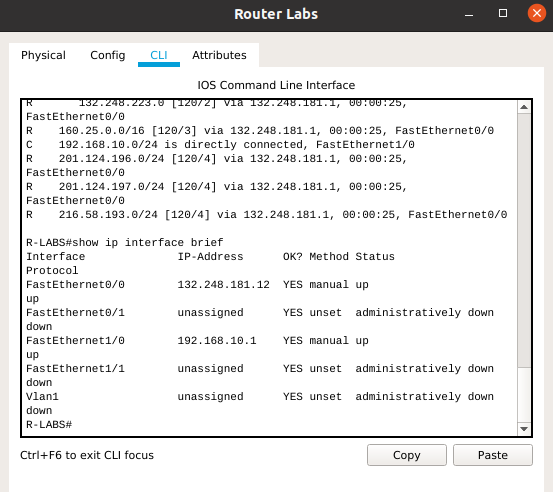 Router Labs
Physical Config CLI Attributes
IOS Command Line Interface
R       132.248.223.0 [120/2] via 132.248.181.1, 00:00:25,
FastEthernet0/0
R    160.25.0.0/16 [120/3] via 132.248.181.1, 00:00:25, FastEthernet0/0
C    192.168.10.0/24 is directly connected, FastEthernet1/0
R    201.124.196.0/24 [120/4] via 132.248.181.1, 00:00:25,
FastEthernet0/0
R    201.124.197.0/24 [120/4] via 132.248.181.1, 00:00:25,
FastEthernet0/0
R    216.58.193.0/24 [120/4] via 132.248.181.1, 00:00:25, FastEthernet0/0
R-LABS#show ip interface brief
Interface              IP-Address      OK? Method Status
Protocol
FastEthernet0/0        132.248.181.12  YES manual up
up
FastEthernet0/1        unassigned      YES unset  administratively down
down
FastEthernet1/0        192.168.10.1    YES manual up
up
FastEthernet1/1        unassigned      YES unset  administratively down
down
Vlan1                  unassigned      YES unset  administratively down
down
R-LABS#
Ctrl+F6 to exit CLI focus Copy Paste